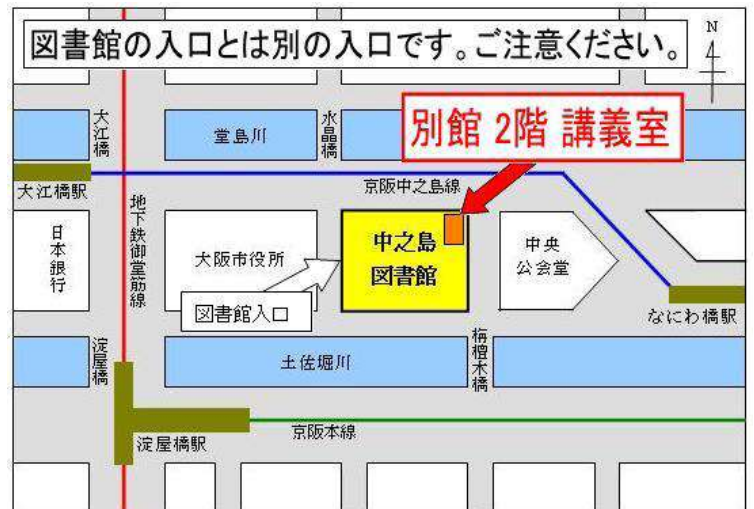 図書館の入口とは別の入口です。ご注意ください。
N
大江橋
堂島川
水晶橋
別館 2階 講義室
大江橋駅
京阪中之島線
地下鉄御堂筋線
日本銀行
大阪市役所
中之島
図書館
中央
公会堂
図書館入口
なにわ橋駅
淀屋橋
土佐堀川
栴檀木橋
淀屋橋駅
京阪本線